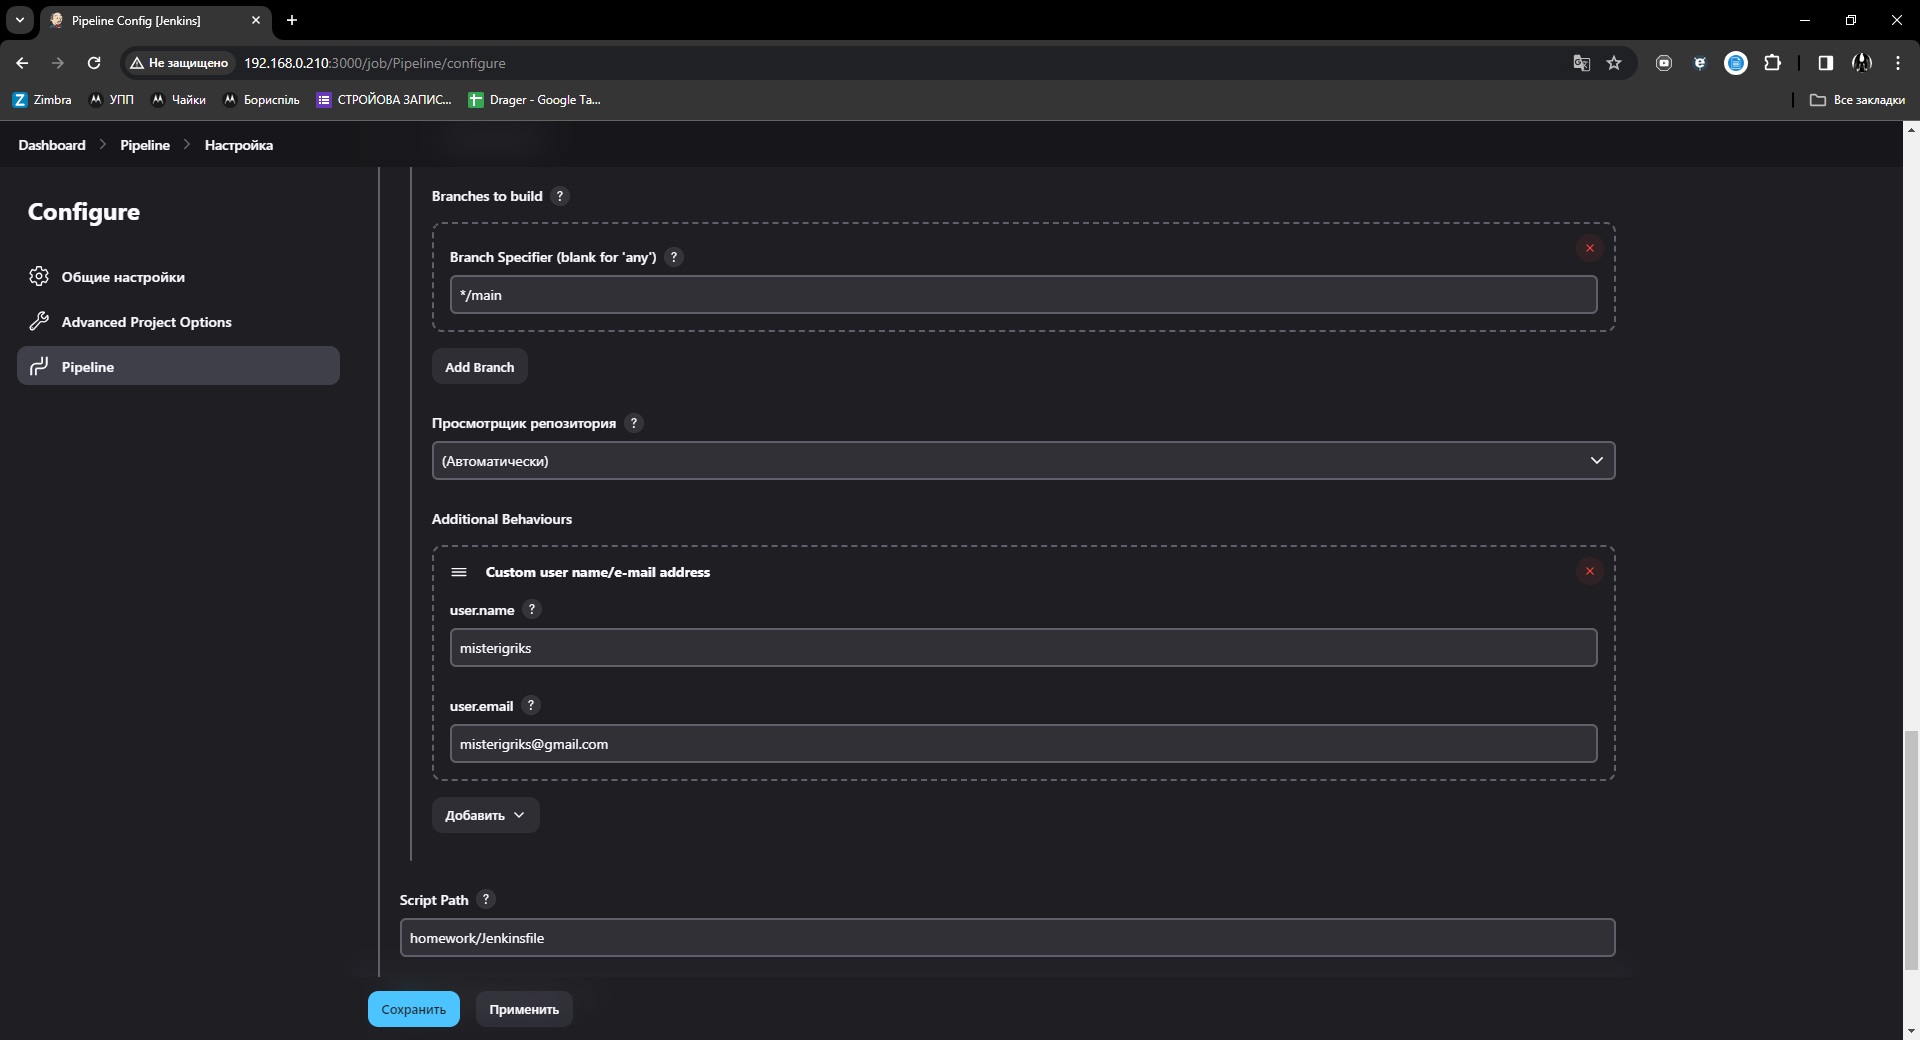 Pipeline Config [Jenkins]
Не защищено
192.168.0.210:3000/job/Pipeline/configure
Zimbra
УПП
Чайки
Бориспіль
СТРОЙОВА ЗАПИС...
Drager - Google Ta...
Все закладки
Dashboard
Pipeline
Настройка
Configure
Общие настройки
Advanced Project Options
Pipeline
Branches to build ?
Branch Specifier (blank for 'any') ?
*/main
Add Branch
Просмотрщик репозитория ?
(Автоматически)
Additional Behaviours
Custom user name/e-mail address
user.name ?
misterigriks
user.email ?
misterigriks@gmail.com
Добавить
Script Path ?
homework/Jenkinsfile
Сохранить
Применить